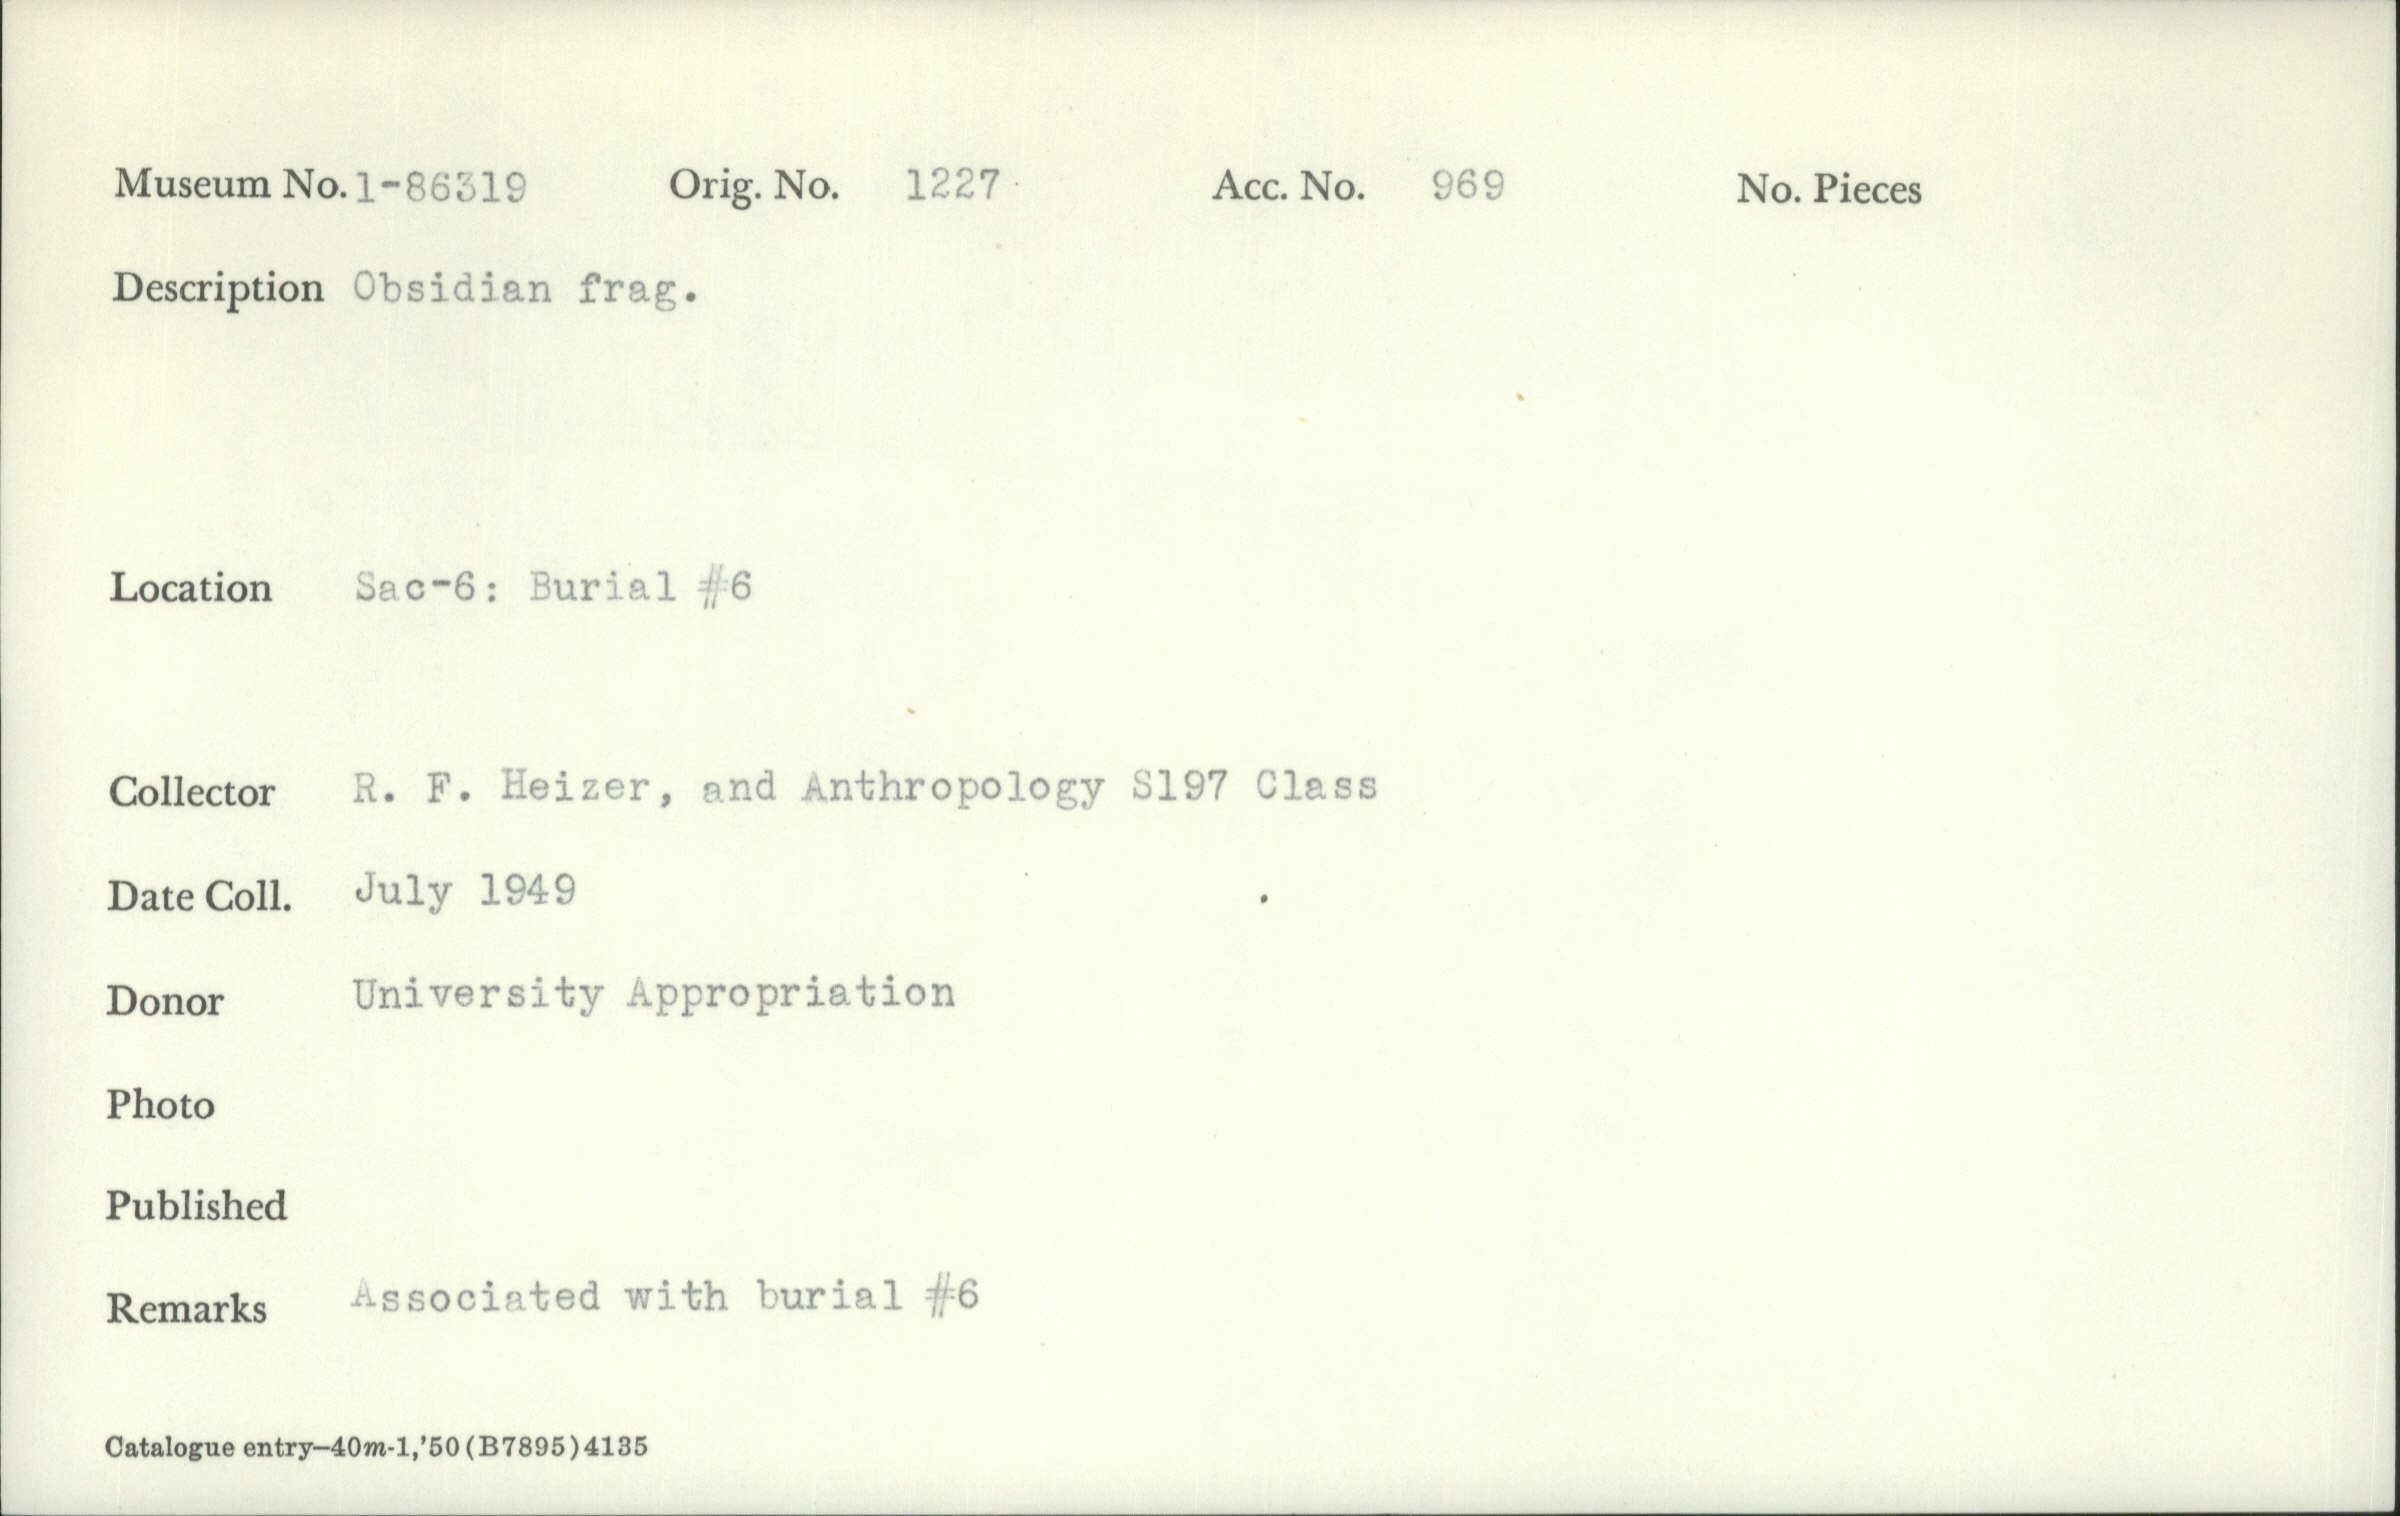 Museum No. 1-86319 Orig. No. 1227 Acc. No. 969 No. Pieces
Description Obsidian frag.
Location Sac-6: Burial #6
Collector R. F. Heizer, and Anthropology S197 Class
Date Coll. July 1949
Donor University Appropriation
Photo
Published
Remarks Associated with burial #6
Catalogue entry—40m-1,'50(B7895)4135